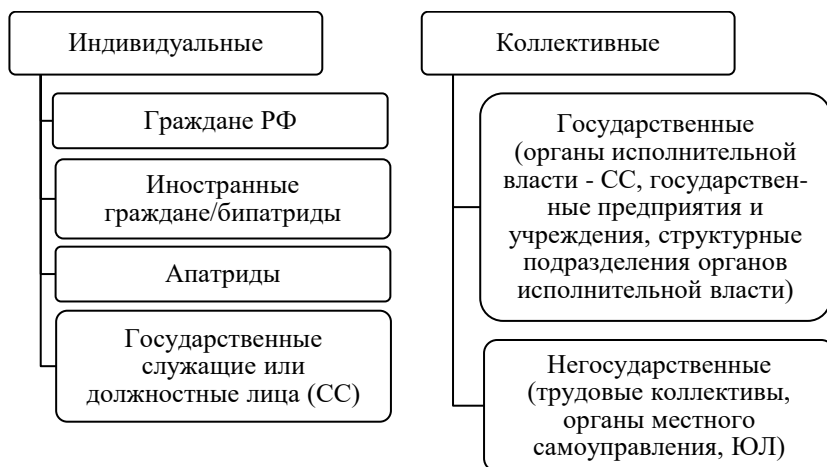 Индивидуальные
Граждане РФ
Иностранные
граждане/бипатриды
Апатриды
Государственные
служащие или
должностные лица (СС)
Коллективные
Государственные
(органы исполнительной
власти - СС, государствен-
ные предприятия и
учреждения, структурные
подразделения органов
исполнительной власти)
Негосударственные
(трудовые коллективы,
органы местного
самоуправления, ЮЛ)